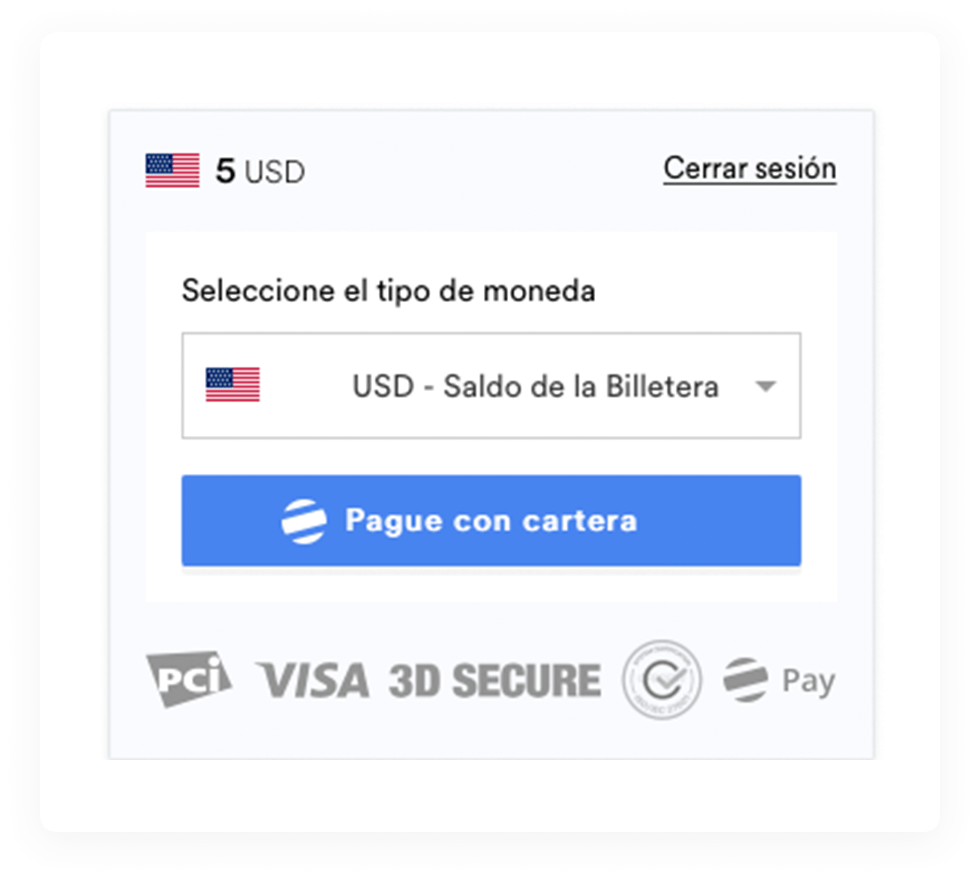 5 USD
Cerrar sesión
Seleccione el tipo de moneda
USD - Saldo de la Billetera
Pague con cartera
PCi VISA 3D SECURE Pay